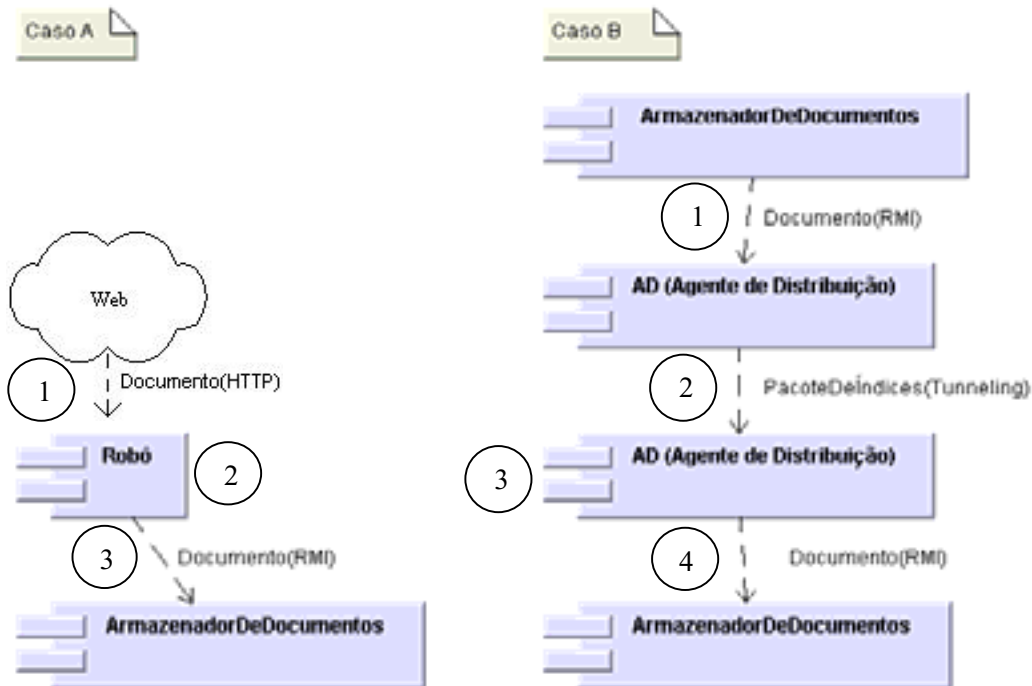 Caso A
Web
1
Documento(HTTP)
Robô
2
3
Documento(RMI)
ArmazenadorDeDocumentos
Caso B
ArmazenadorDeDocumentos
1
Documento(RMI)
AD (Agente de Distribuição)
2
PacoteDeÍndices(Tunneling)
3
AD (Agente de Distribuição)
4
Documento(RMI)
ArmazenadorDeDocumentos